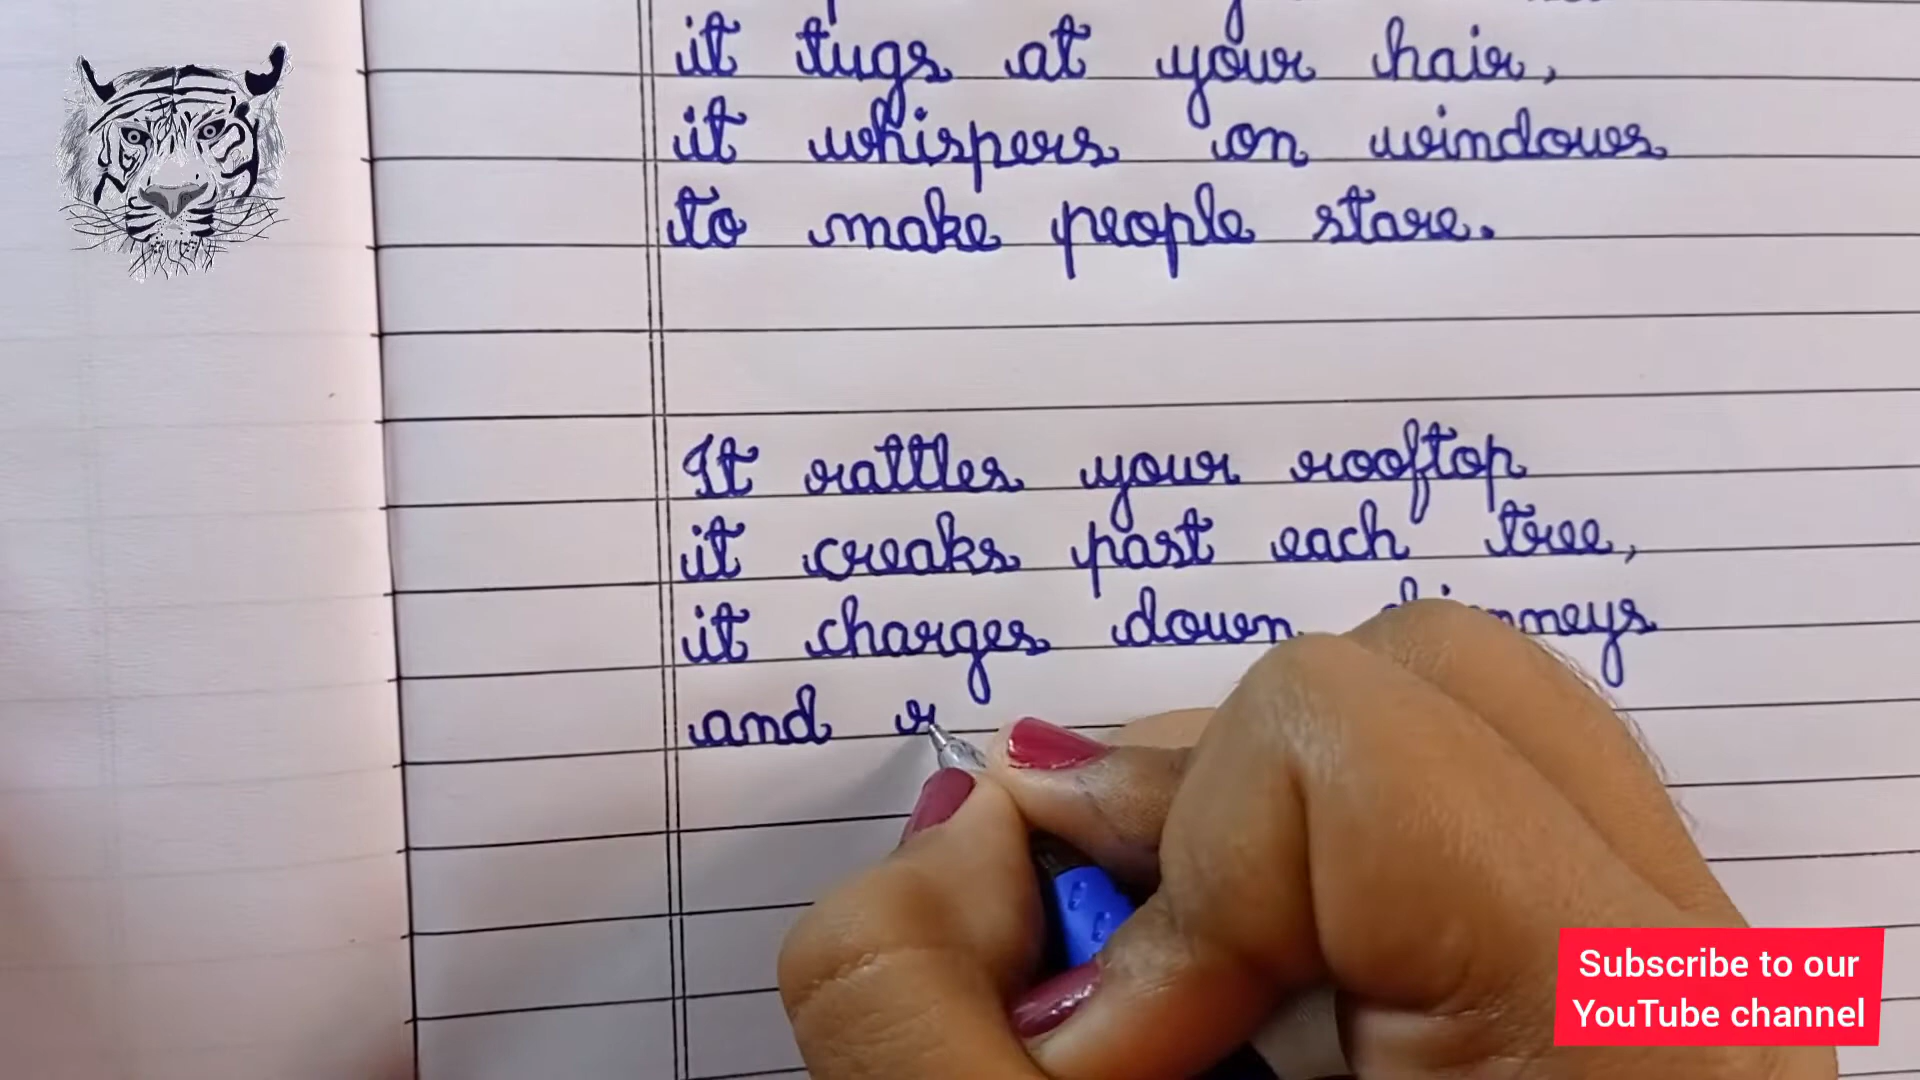 it tugs at your hair,
it whispers on windows
to make people stare.
It rattles your rooftop
it creaks past each tree,
it charges down chimneys
and
Subscribe to our
YouTube channel